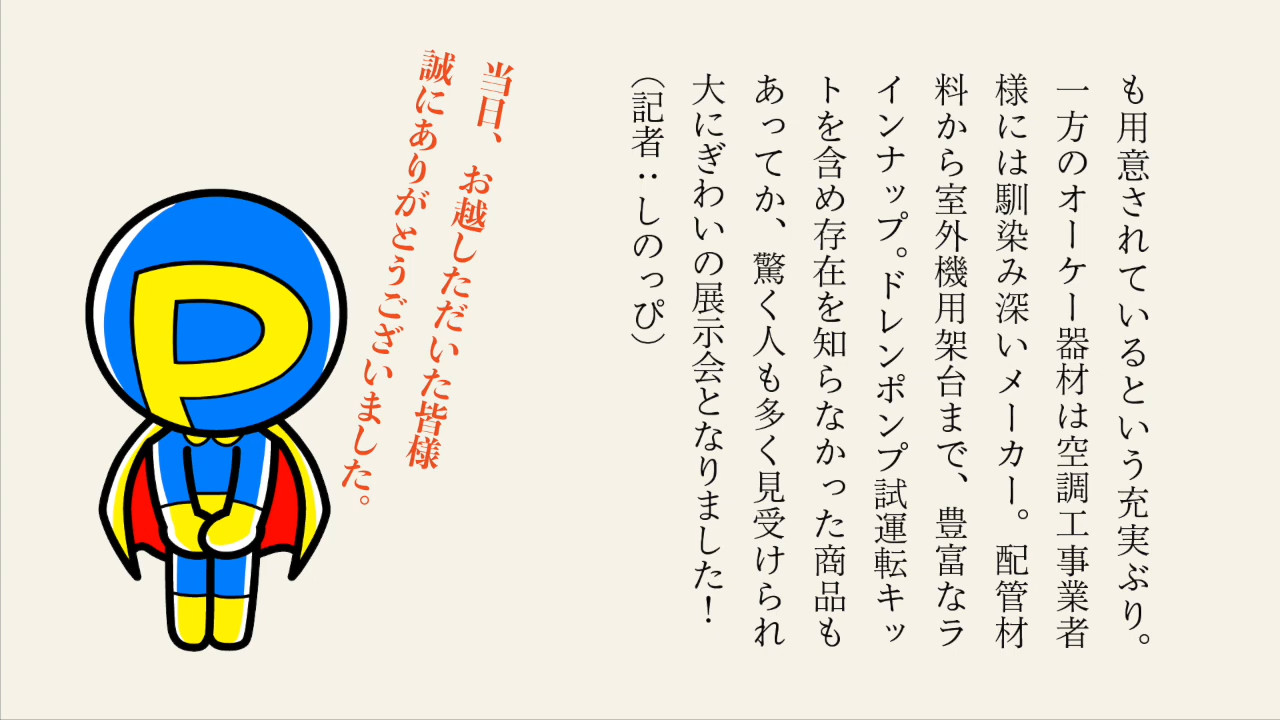 も用意されているという充実ぶり。
一方のオーケー器材は空調工事業者
様には馴染み深いメーカー。配管材
料から室外機用架台まで、豊富なラ
インナップ。ドレンポンプ試運転キッ
トを含め存在を知らなかった商品も
あってか、驚く人も多く見受けられ
大にぎわいの展示会となりました！
（記者：しのっぴ）
当日、お越しただいた皆様
誠にありがとうございました。
P